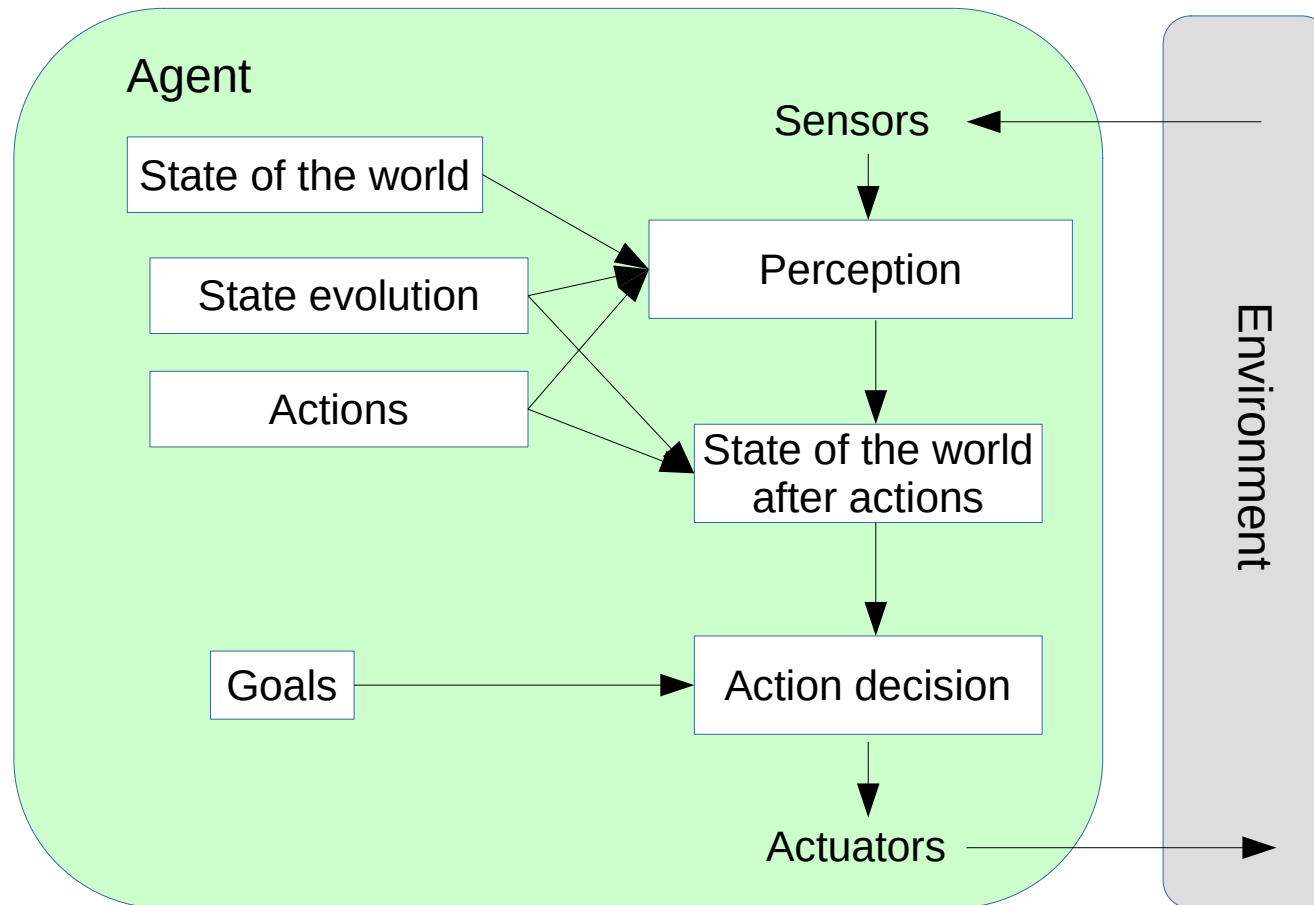 Agent
Sensors
State of the world
Perception
State evolution
Actions
State of the world
after actions
Goals
Action decision
Actuators
Environment